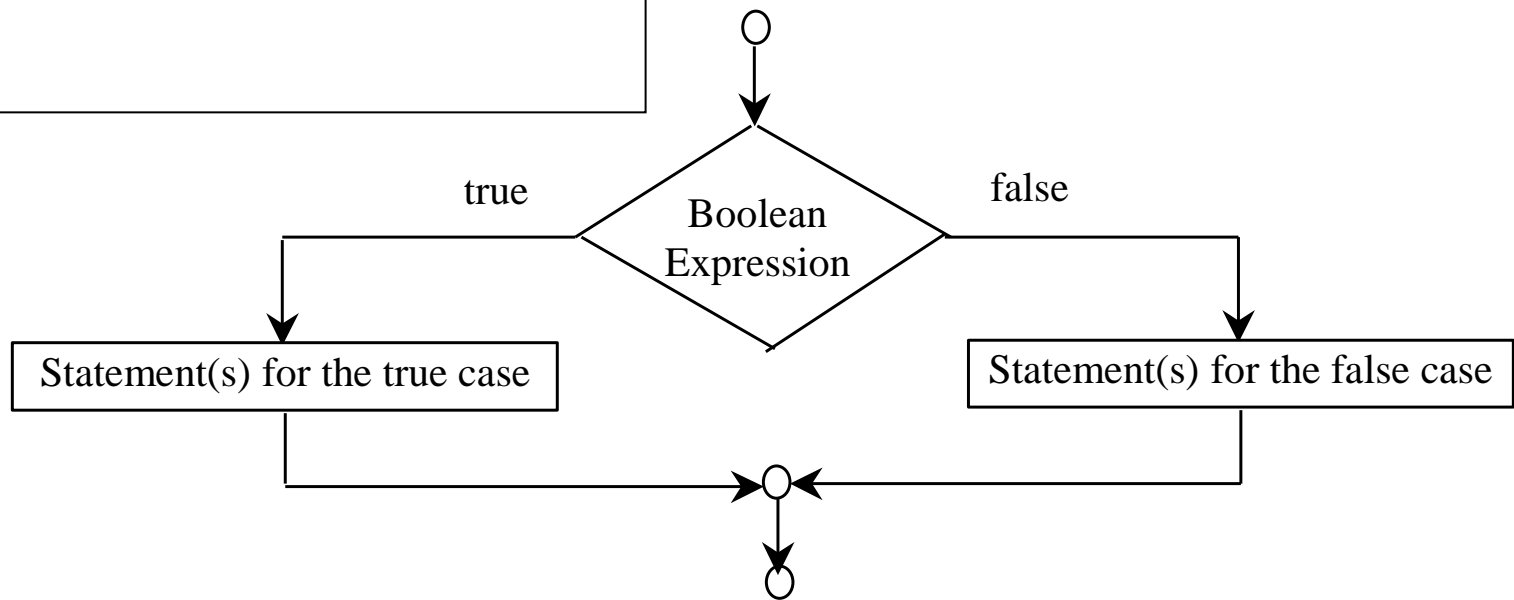 true
false
Boolean
Expression
Statement(s) for the true case
Statement(s) for the false case